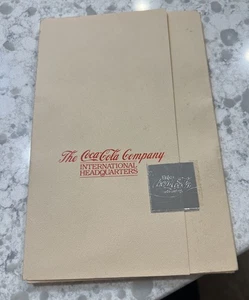 The Coca-Cola Company
INTERNATIONAL
HEADQUARTERS